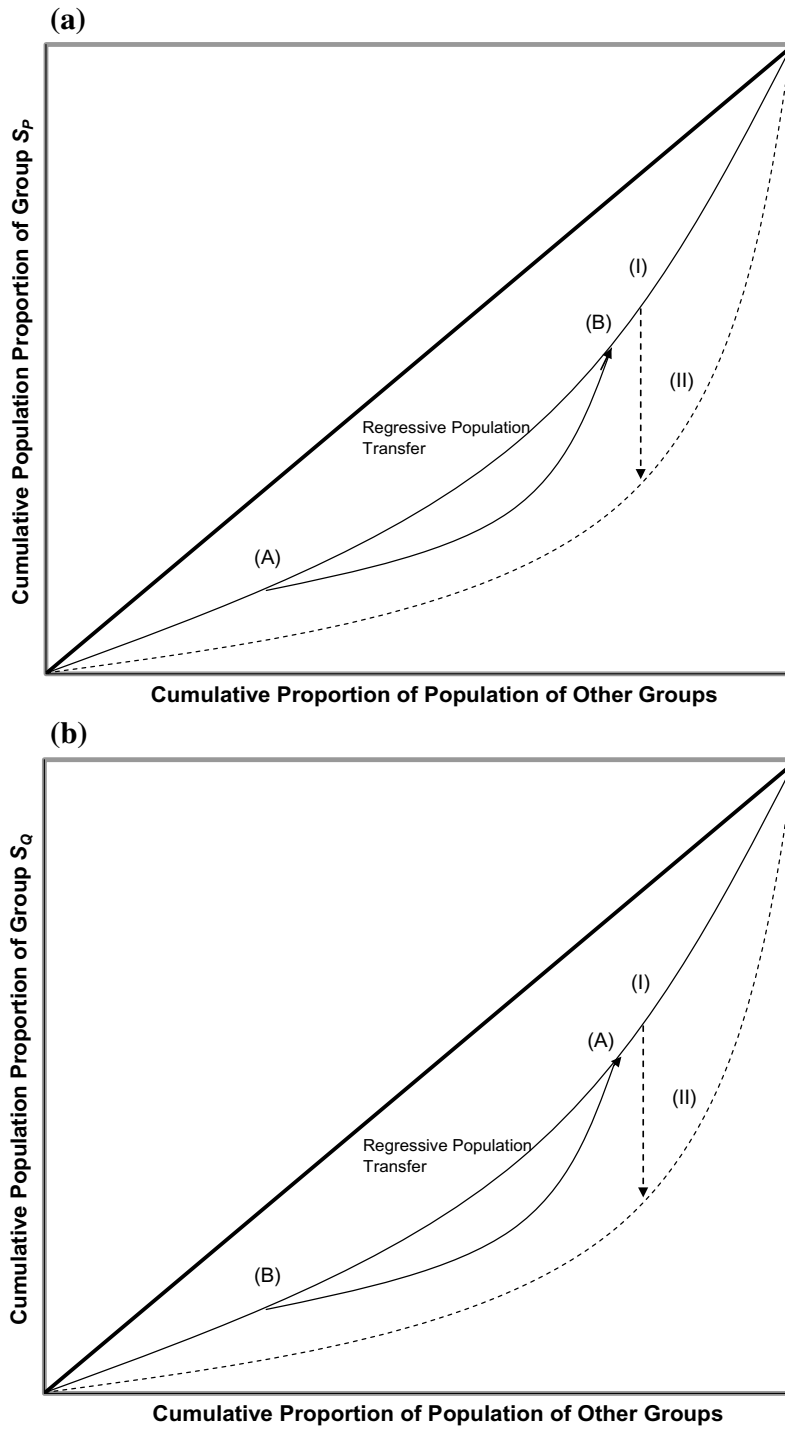 (a)
Cumulative Population Proportion of Group S_P
(I)
(B)
(II)
Regressive Population
Transfer
(A)
Cumulative Proportion of Population of Other Groups
(b)
Cumulative Population Proportion of Group S_Q
(I)
(A)
(II)
Regressive Population
Transfer
(B)
Cumulative Proportion of Population of Other Groups